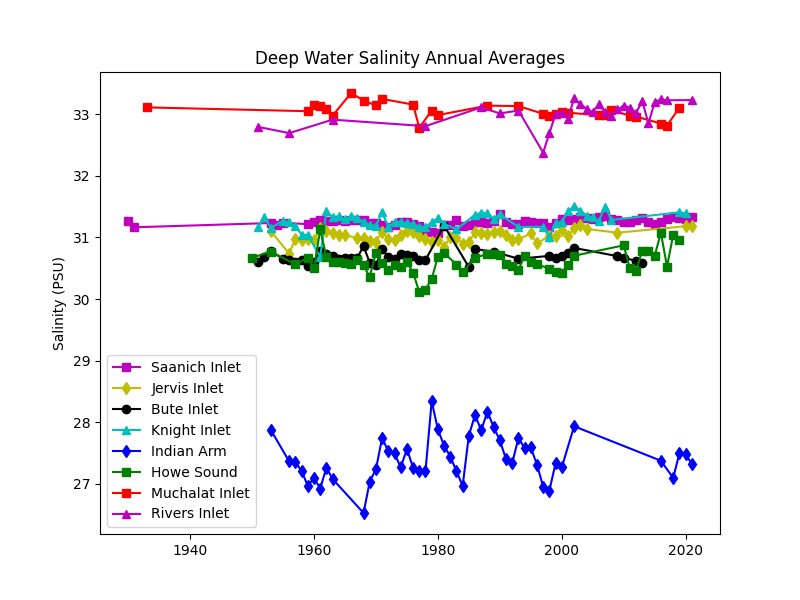 Deep Water Salinity Annual Averages
Salinity (PSU)
33
32
31
30
29
28
27
Saanich Inlet
Jervis Inlet
Bute Inlet
Knight Inlet
Indian Arm
Howe Sound
Muchalat Inlet
Rivers Inlet
1940
1960
1980
2000
2020